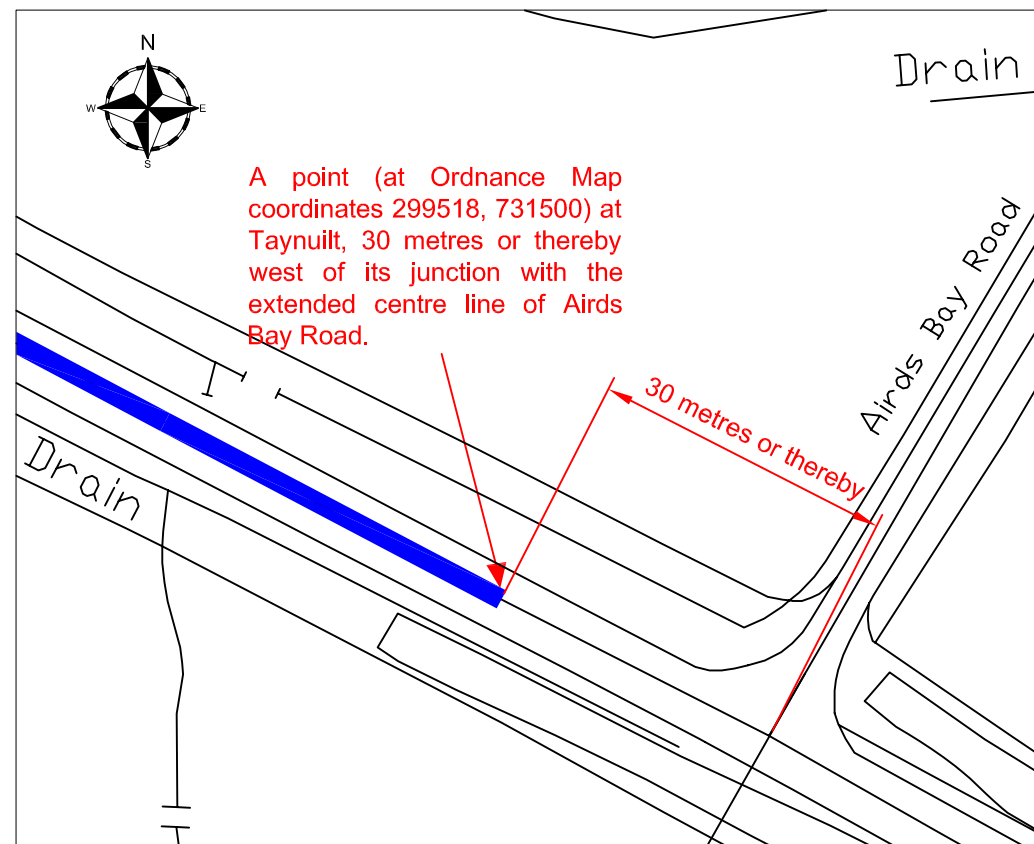 N
W
E
S
Drain
A point (at Ordnance Map
coordinates 299518, 731500) at
Taynuilt, 30 metres or thereby
west of its junction with the
extended centre line of Airds
Bay Road.
30 metres or thereby
Airds Bay Road
Drain